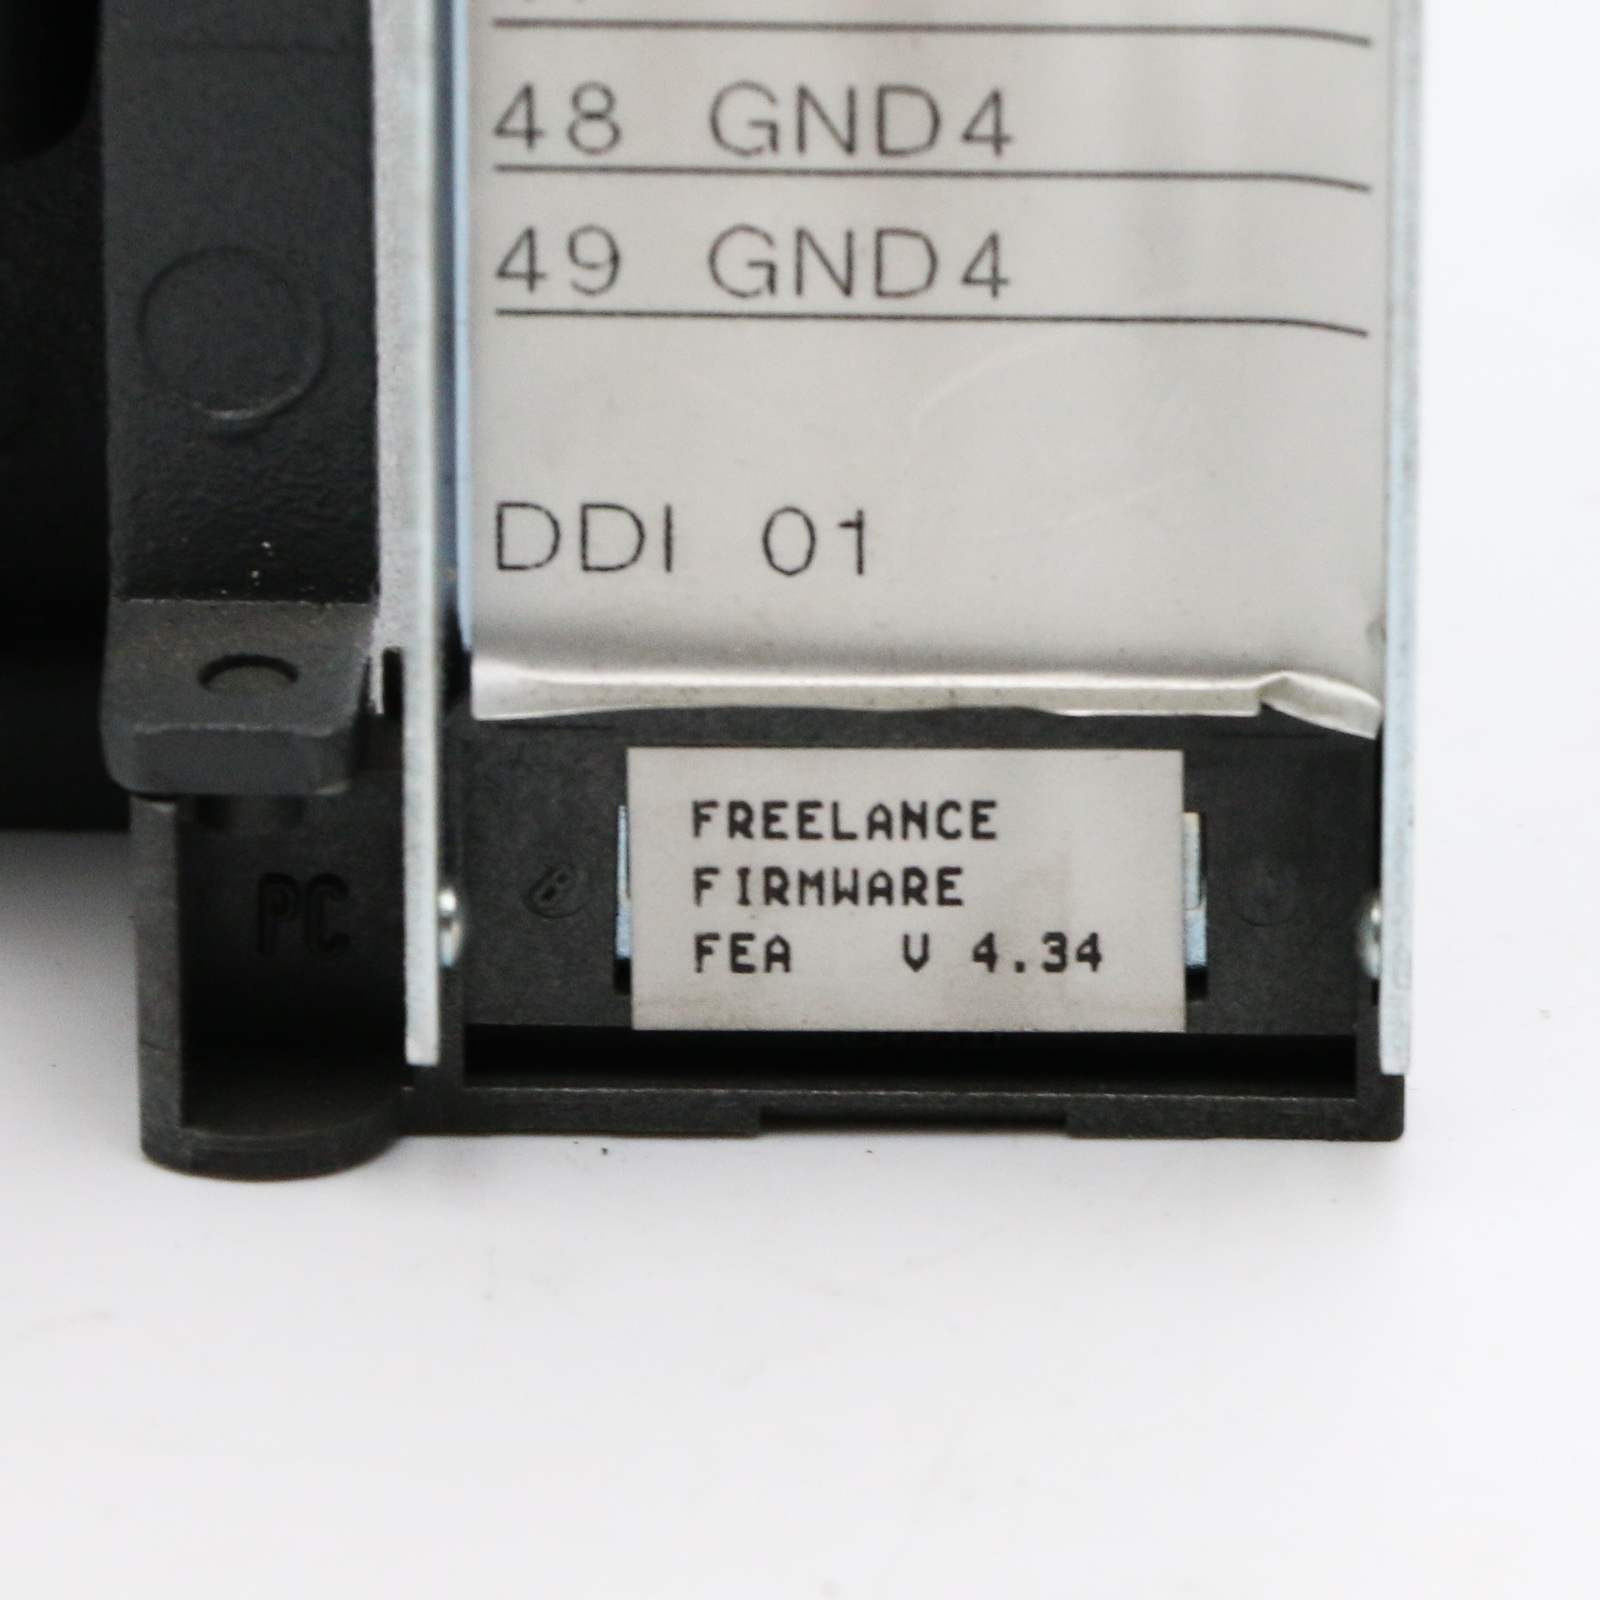 48 GND4
49 GND4
DDI 01
FREELANCE
FIRMWARE
FEA V 4.34
PC